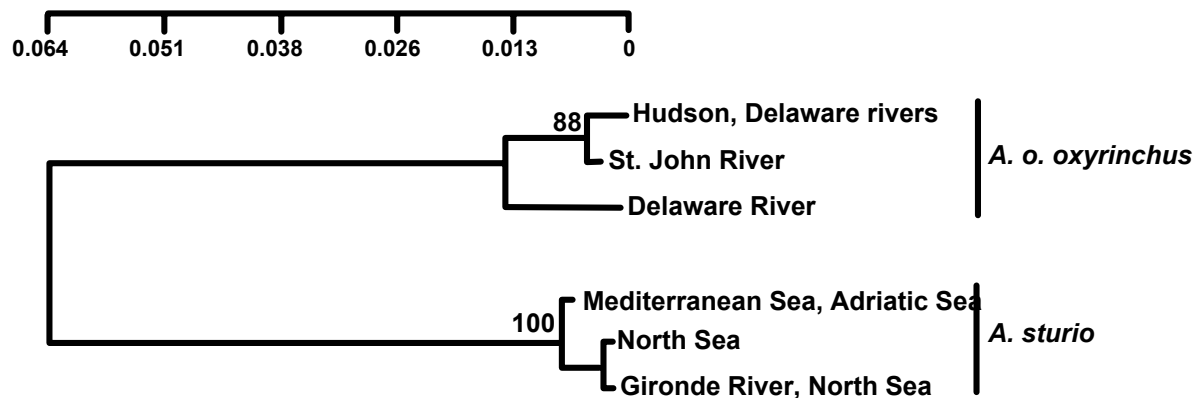 0.064 0.051 0.038 0.026 0.013 0
88 Hudson, Delaware rivers
St. John River
A. o. oxyrinchus
Delaware River
Mediterranean Sea, Adriatic Sea
100
North Sea
A. sturio
Gironde River, North Sea